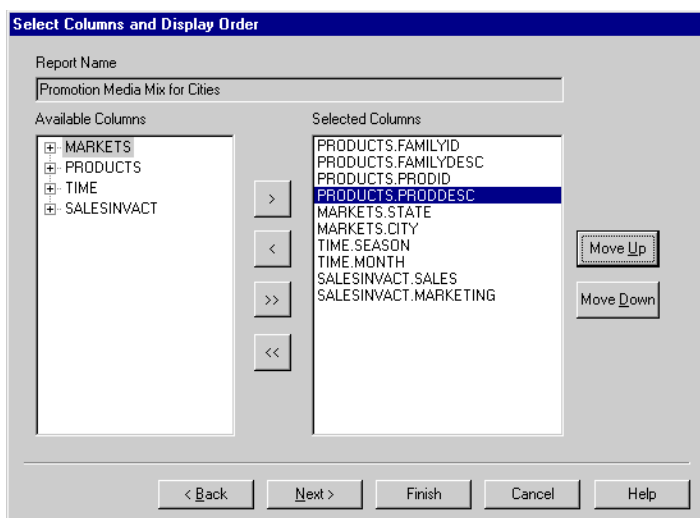 Select Columns and Display Order
Report Name
Promotion Media Mix for Cities
Available Columns
MARKETS
PRODUCTS
TIME
SALESINVACT
>
<
>>
<<
Selected Columns
PRODUCTS.FAMILYID
PRODUCTS.FAMILYDESC
PRODUCTS.PRODID
PRODUCTS.PRODDESC
MARKETS.STATE
MARKETS.CITY
TIME.SEASON
TIME.MONTH
SALESINVACT.SALES
SALESINVACT.MARKETING
Move Up
Move Down
< Back
Next >
Finish
Cancel
Help